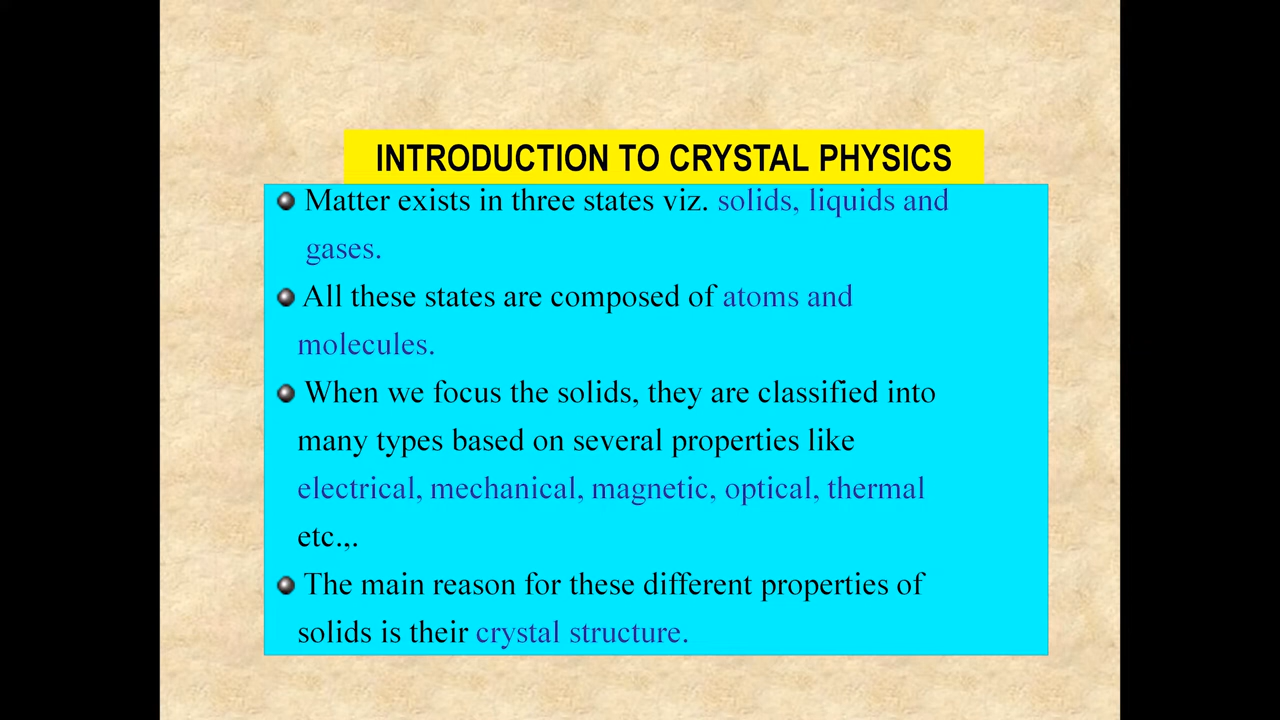 INTRODUCTION TO CRYSTAL PHYSICS
Matter exists in three states viz. solids, liquids and
gases.
All these states are composed of atoms and
molecules.
When we focus the solids, they are classified into
many types based on several properties like
electrical, mechanical, magnetic, optical, thermal
etc.,.
The main reason for these different properties of
solids is their crystal structure.